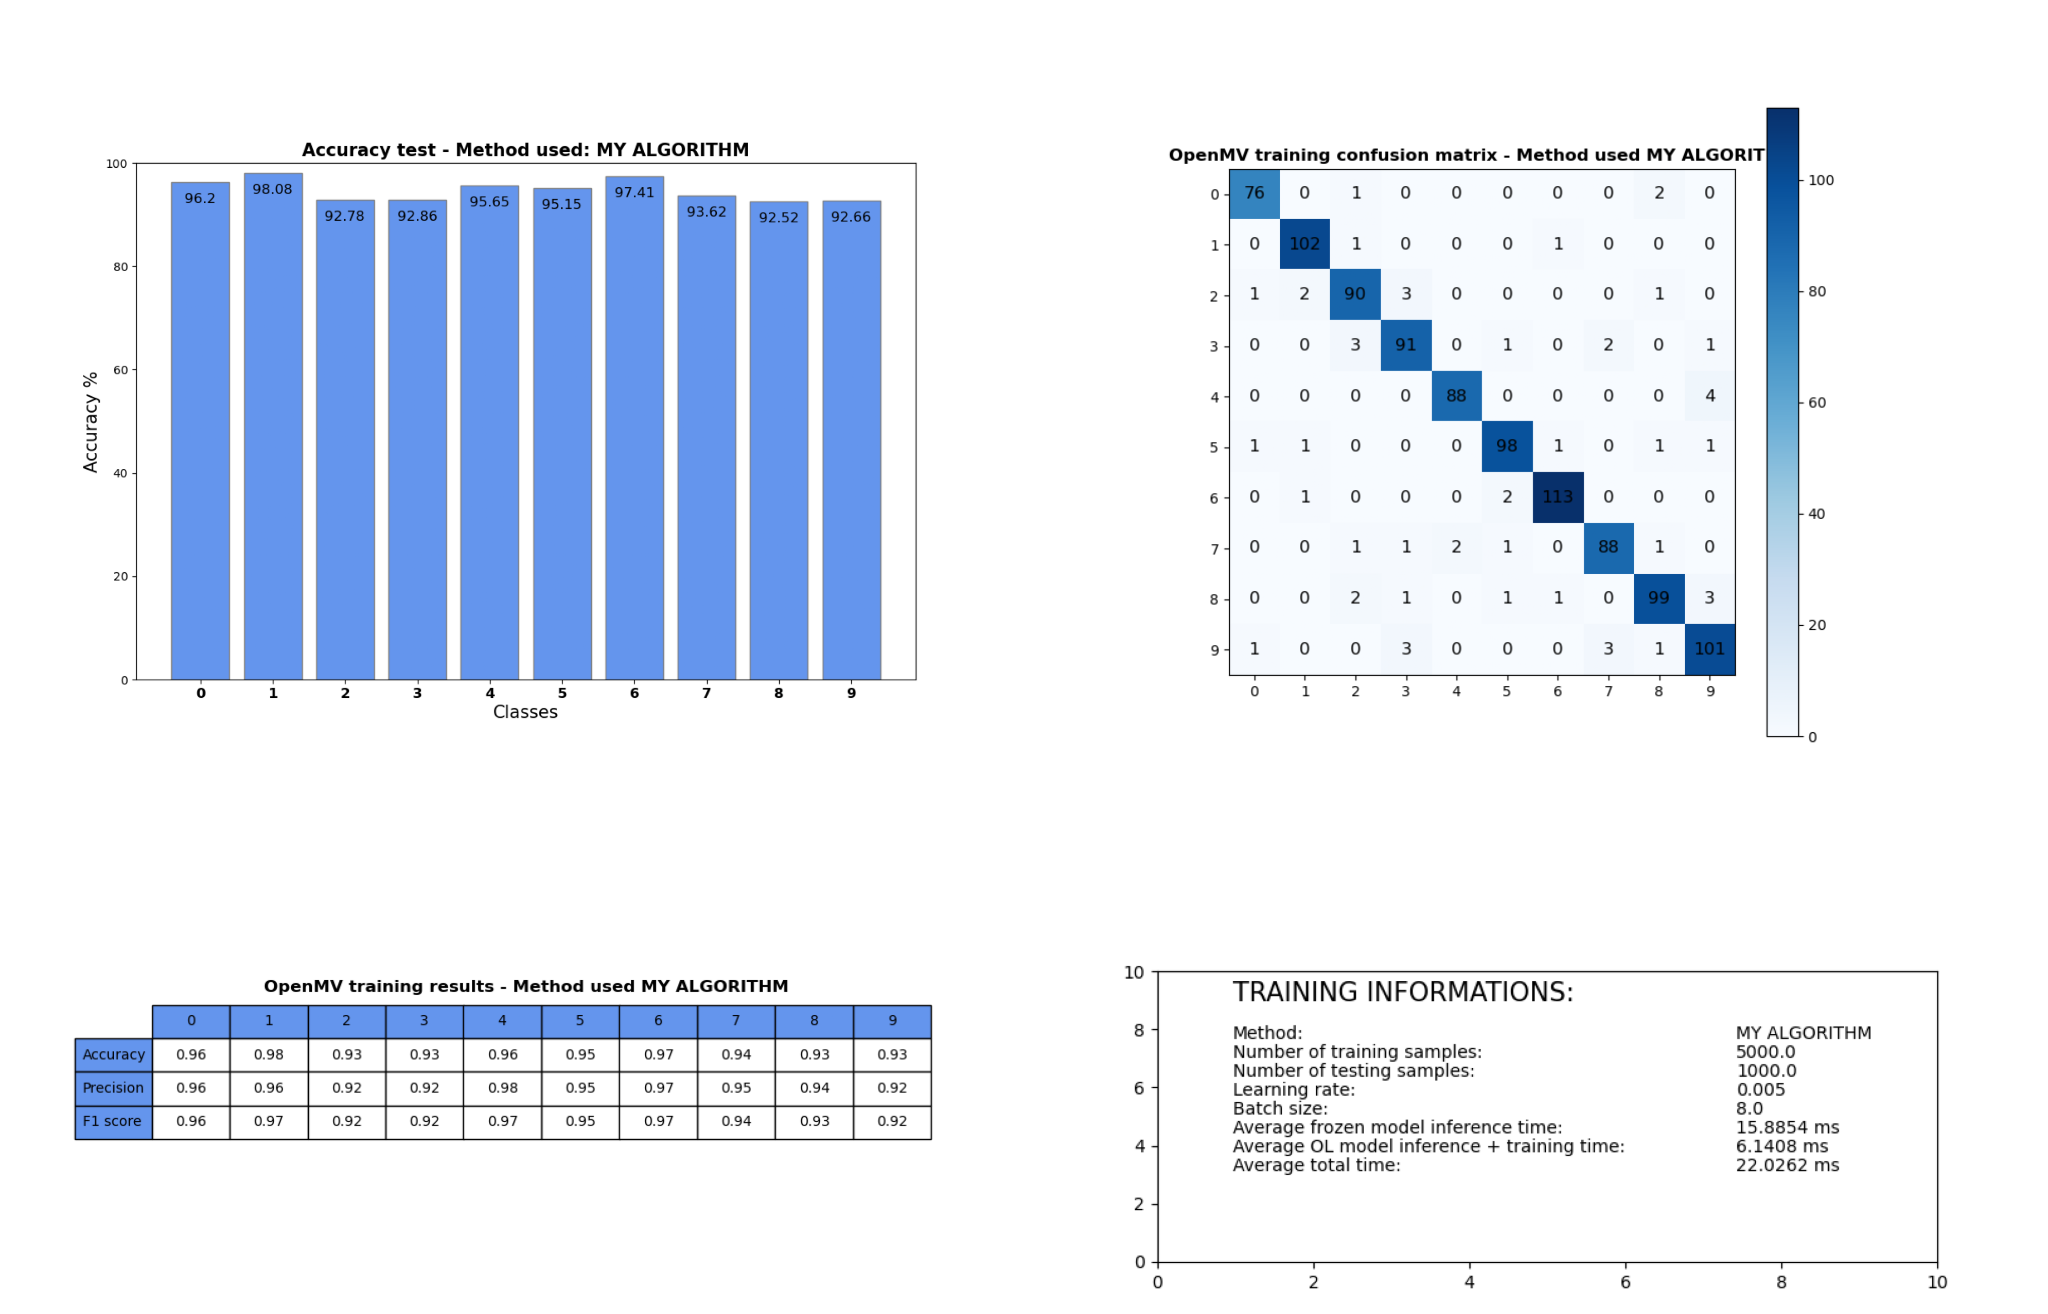 Accuracy test - Method used: MY ALGORITHM
100
80
60
40
20
0
Accuracy %
96.2 98.08 92.78 92.86 95.65 95.15 97.41 93.62 92.52 92.66
0 1 2 3 4 5 6 7 8 9
Classes
OpenMV training confusion matrix - Method used MY ALGORIT
0 76 0 1 0 0 0 0 0 2 0
1 0 102 1 0 0 0 1 0 0 0
2 1 2 90 3 0 0 0 0 1 0
3 0 0 3 91 0 1 0 2 0 1
4 0 0 0 0 88 0 0 0 0 4
5 1 1 0 0 0 98 1 0 1 1
6 0 1 0 0 0 2 113 0 0 0
7 0 0 1 1 2 1 0 88 1 0
8 0 0 2 1 0 1 1 0 99 3
9 1 0 0 3 0 0 0 3 1 101
0 1 2 3 4 5 6 7 8 9
100
80
60
40
20
0
OpenMV training results - Method used MY ALGORITHM
0 1 2 3 4 5 6 7 8 9
Accuracy 0.96 0.98 0.93 0.93 0.96 0.95 0.97 0.94 0.93 0.93
Precision 0.96 0.96 0.92 0.92 0.98 0.95 0.97 0.95 0.94 0.92
F1 score 0.96 0.97 0.92 0.92 0.97 0.95 0.97 0.94 0.93 0.92
10
8
6
4
2
0
TRAINING INFORMATIONS:
Method: MY ALGORITHM
Number of training samples: 5000.0
Number of testing samples: 1000.0
Learning rate: 0.005
Batch size: 8.0
Average frozen model inference time: 15.8854 ms
Average OL model inference + training time: 6.1408 ms
Average total time: 22.0262 ms
0 2 4 6 8 10